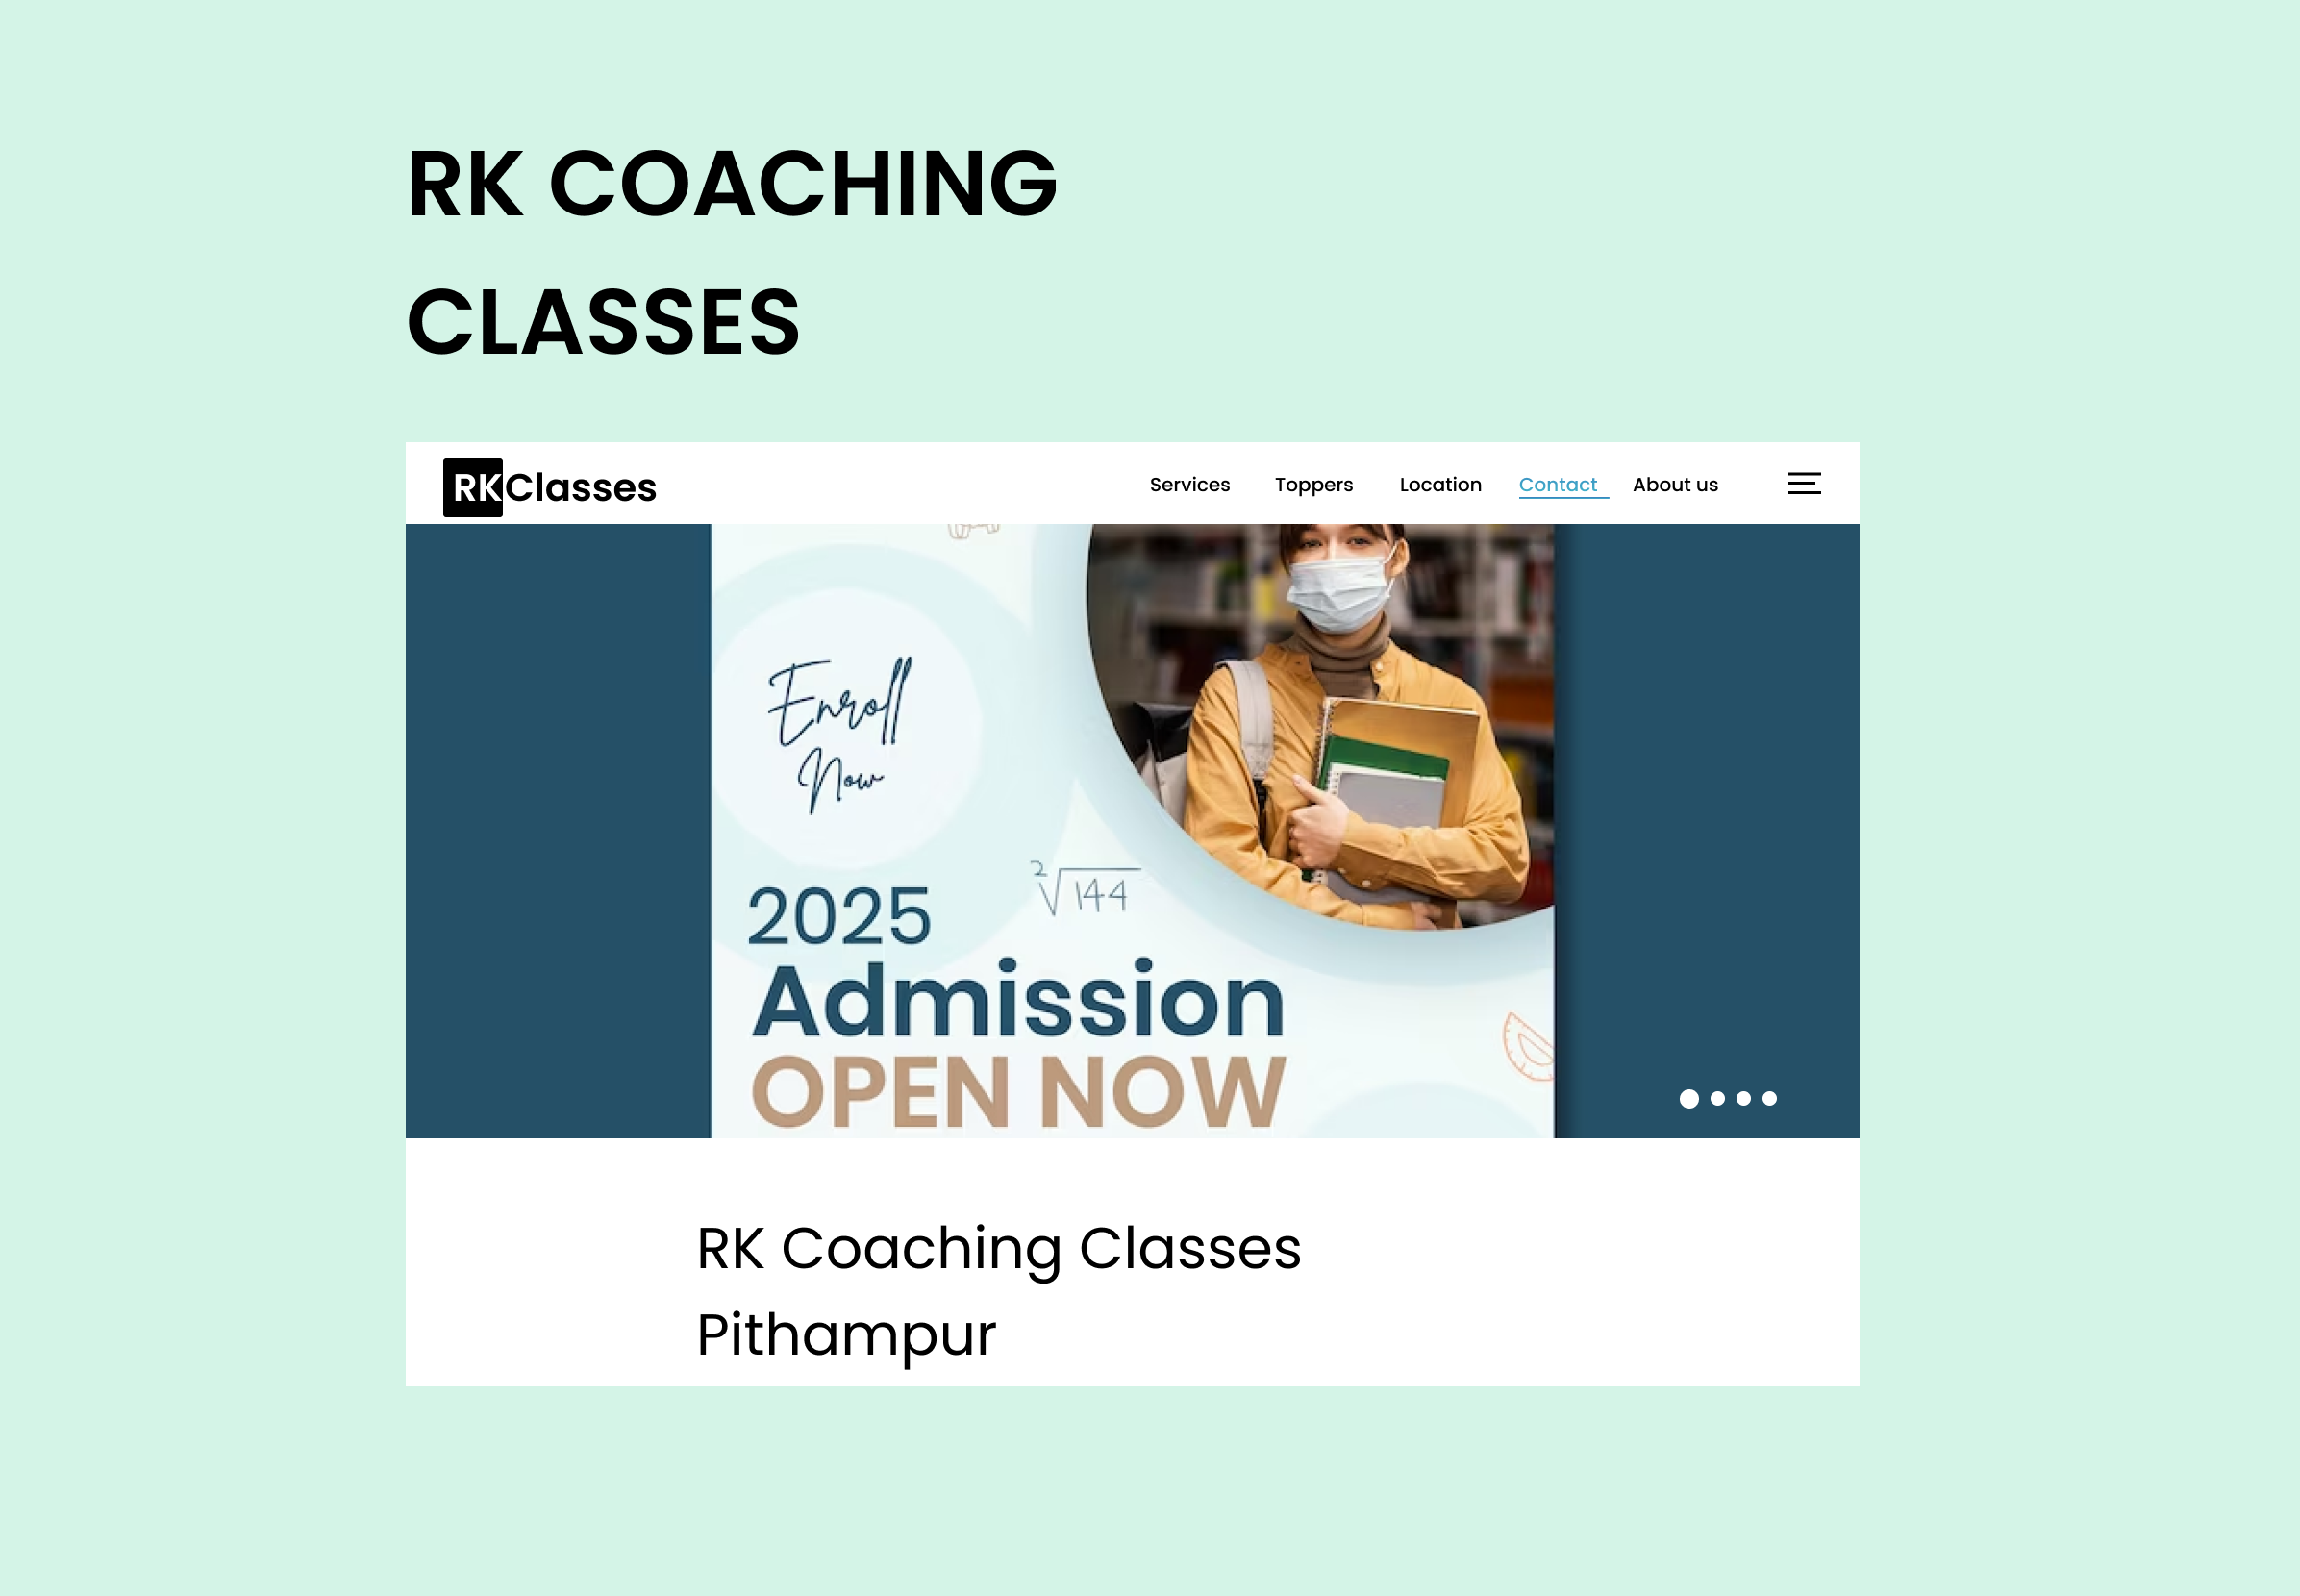 RK COACHING
CLASSES
RKClasses
Services Toppers Location Contact About us
Enroll
Now
2√144
2025
Admission
OPEN NOW
RK Coaching Classes
Pithampur